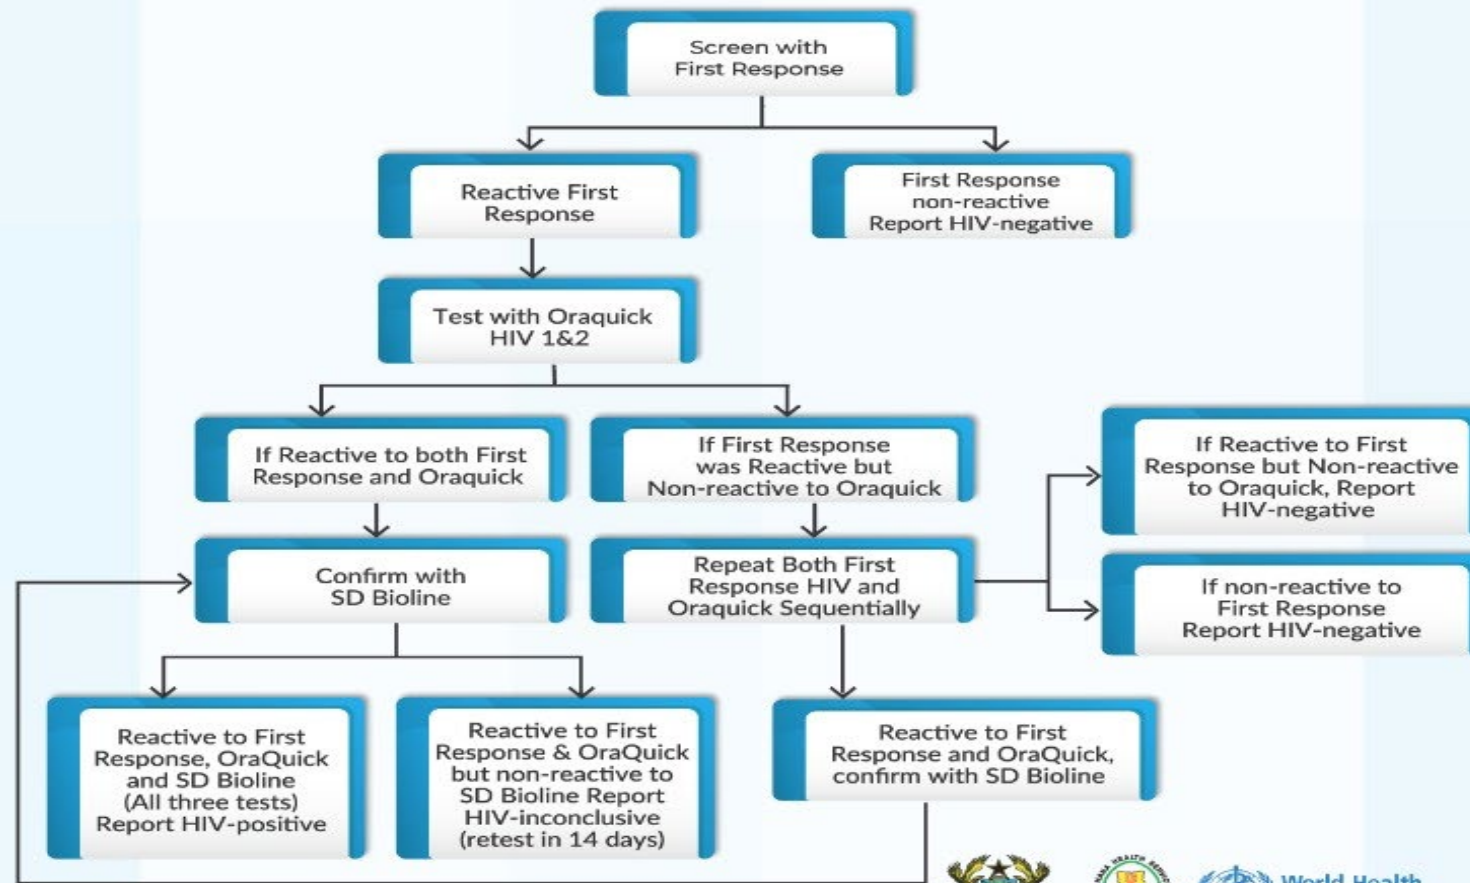 Screen with
First Response
Reactive First
Response
First Response
non-reactive
Report HIV-negative
Test with Oraquick
HIV 1&2
If Reactive to both First
Response and Oraquick
If First Response
was Reactive but
Non-reactive to Oraquick
If Reactive to First
Response but Non-reactive
to Oraquick, Report
HIV-negative
Confirm with
SD Bioline
Repeat Both First
Response HIV and
Oraquick Sequentially
If non-reactive to
First Response
Report HIV-negative
Reactive to First
Response, OraQuick
and SD Bioline
(All three tests)
Report HIV-positive
Reactive to First
Response & OraQuick
but non-reactive to
SD Bioline Report
HIV-inconclusive
(retest in 14 days)
Reactive to First
Response and OraQuick,
confirm with SD Bioline
World Health